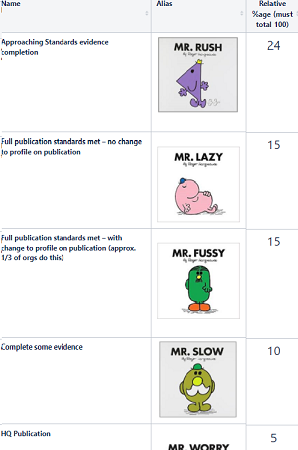 Name
Alias
Relative
%age (must
total 100)
Approaching Standards evidence
completion
MR. RUSH
By Roger Hargreaves
24
Full publication standards met – no change
to profile on publication
MR. LAZY
By Roger Hargreaves
15
Full publication standards met – with
change to profile on publication (approx.
1/3 of orgs do this)
MR. FUSSY
By Roger Hargreaves
15
Complete some evidence
MR. SLOW
By Roger Hargreaves
10
HQ Publication
MR. WORRY
5